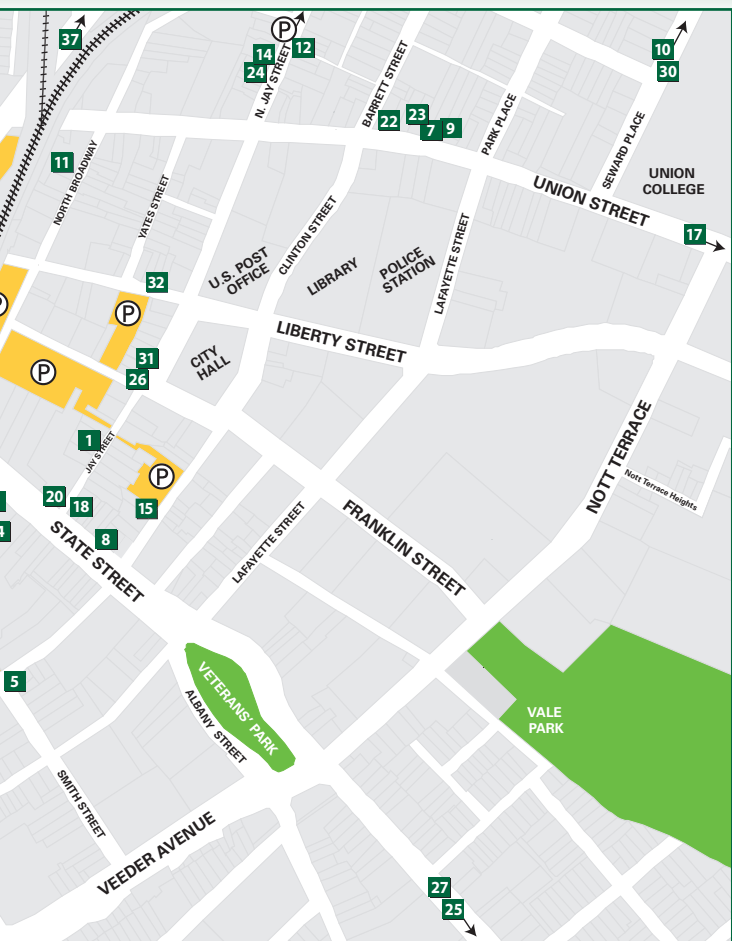 37
P
14
12
24
N. JAY STREET
BARRETT STREET
22
23
7
9
PARK PLACE
10
30
SEWARD PLACE
UNION
COLLEGE
11
NORTH BROADWAY
YATES STREET
UNION STREET
17
CLINTON STREET
U.S. POST
OFFICE
LIBRARY
POLICE
STATION
LAFAYETTE STREET
32
P
P
LIBERTY STREET
CITY
HALL
31
26
P
1
JAY STREET
P
15
20
18
8
4
STATE STREET
LAFAYETTE STREET
FRANKLIN STREET
NOTT TERRACE
Nott Terrace Heights
5
VETERANS' PARK
ALBANY STREET
VALE
PARK
SMITH STREET
VEEDER AVENUE
27
25